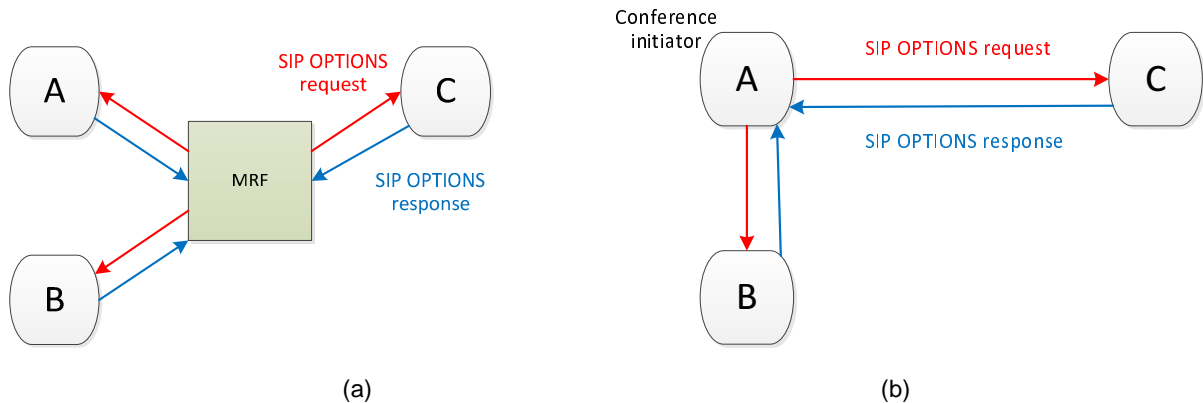 A
SIP OPTIONS
request
C
MRF
SIP OPTIONS
response
B
(a)
Conference
initiator
A
SIP OPTIONS request
C
SIP OPTIONS response
B
(b)